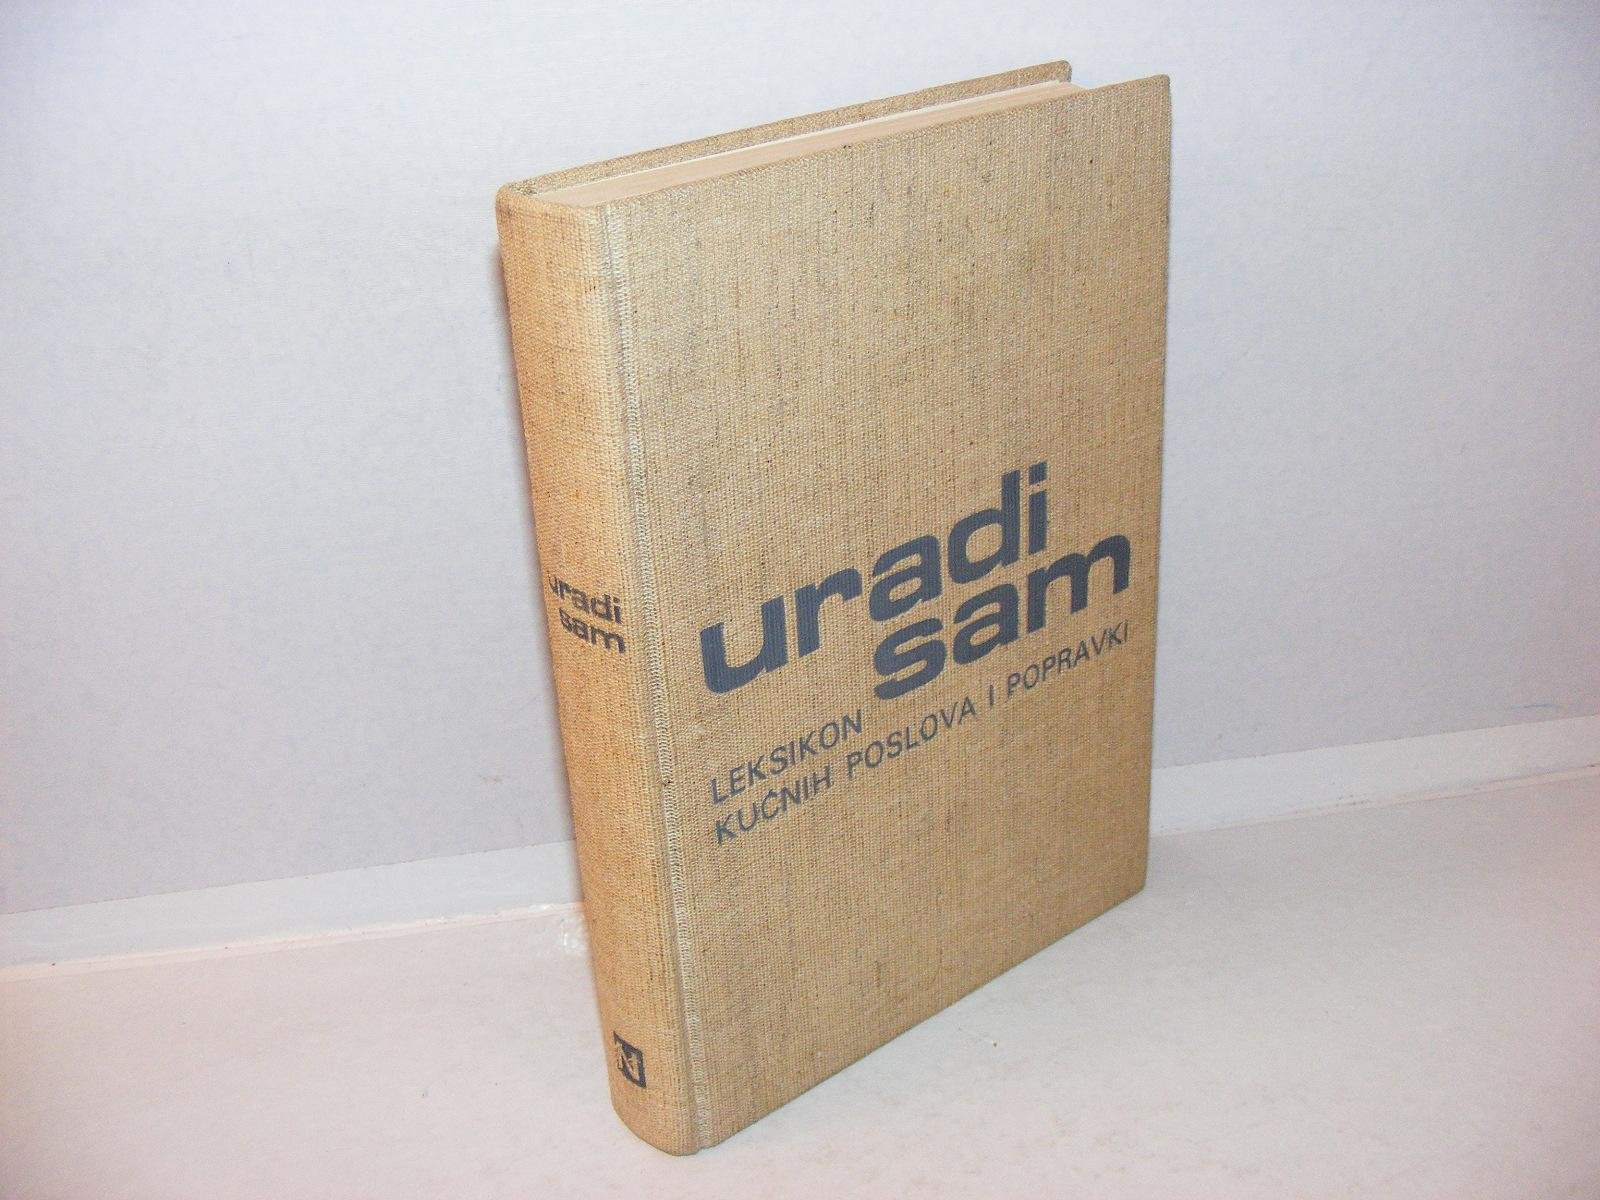 uradi
sam
LEKSIKON
KUĆNIH POSLOVA I POPRAVKI
uradi
sam
N